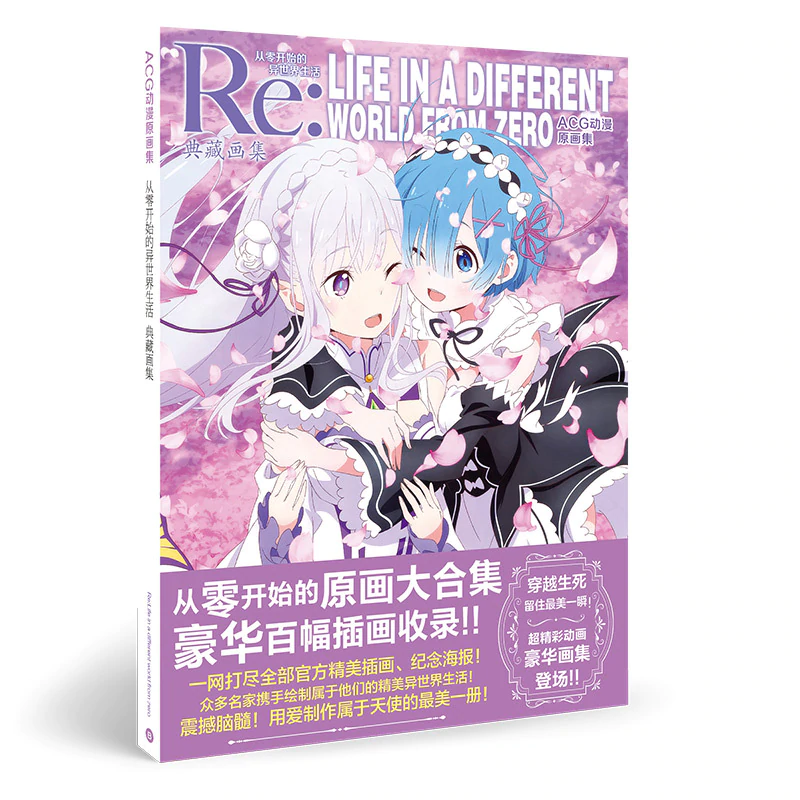 ACG动漫原画集 从零开始的异世界生活 典藏画集
Re:Life in a different world from zero.
从零开始的
异世界生活
Re:
LIFE IN A DIFFERENT
WORLD FROM ZERO
ACG动漫
原画集
典藏画集
从零开始的原画大合集
豪华百幅插画收录!!
一网打尽全部官方精美插画、纪念海报！
众多名家携手绘制属于他们的精美异世界生活！
震撼脑髓！用爱制作属于天使的最美一册！
穿越生死
留住最美一瞬！
超精彩动画
豪华画集
登场!!